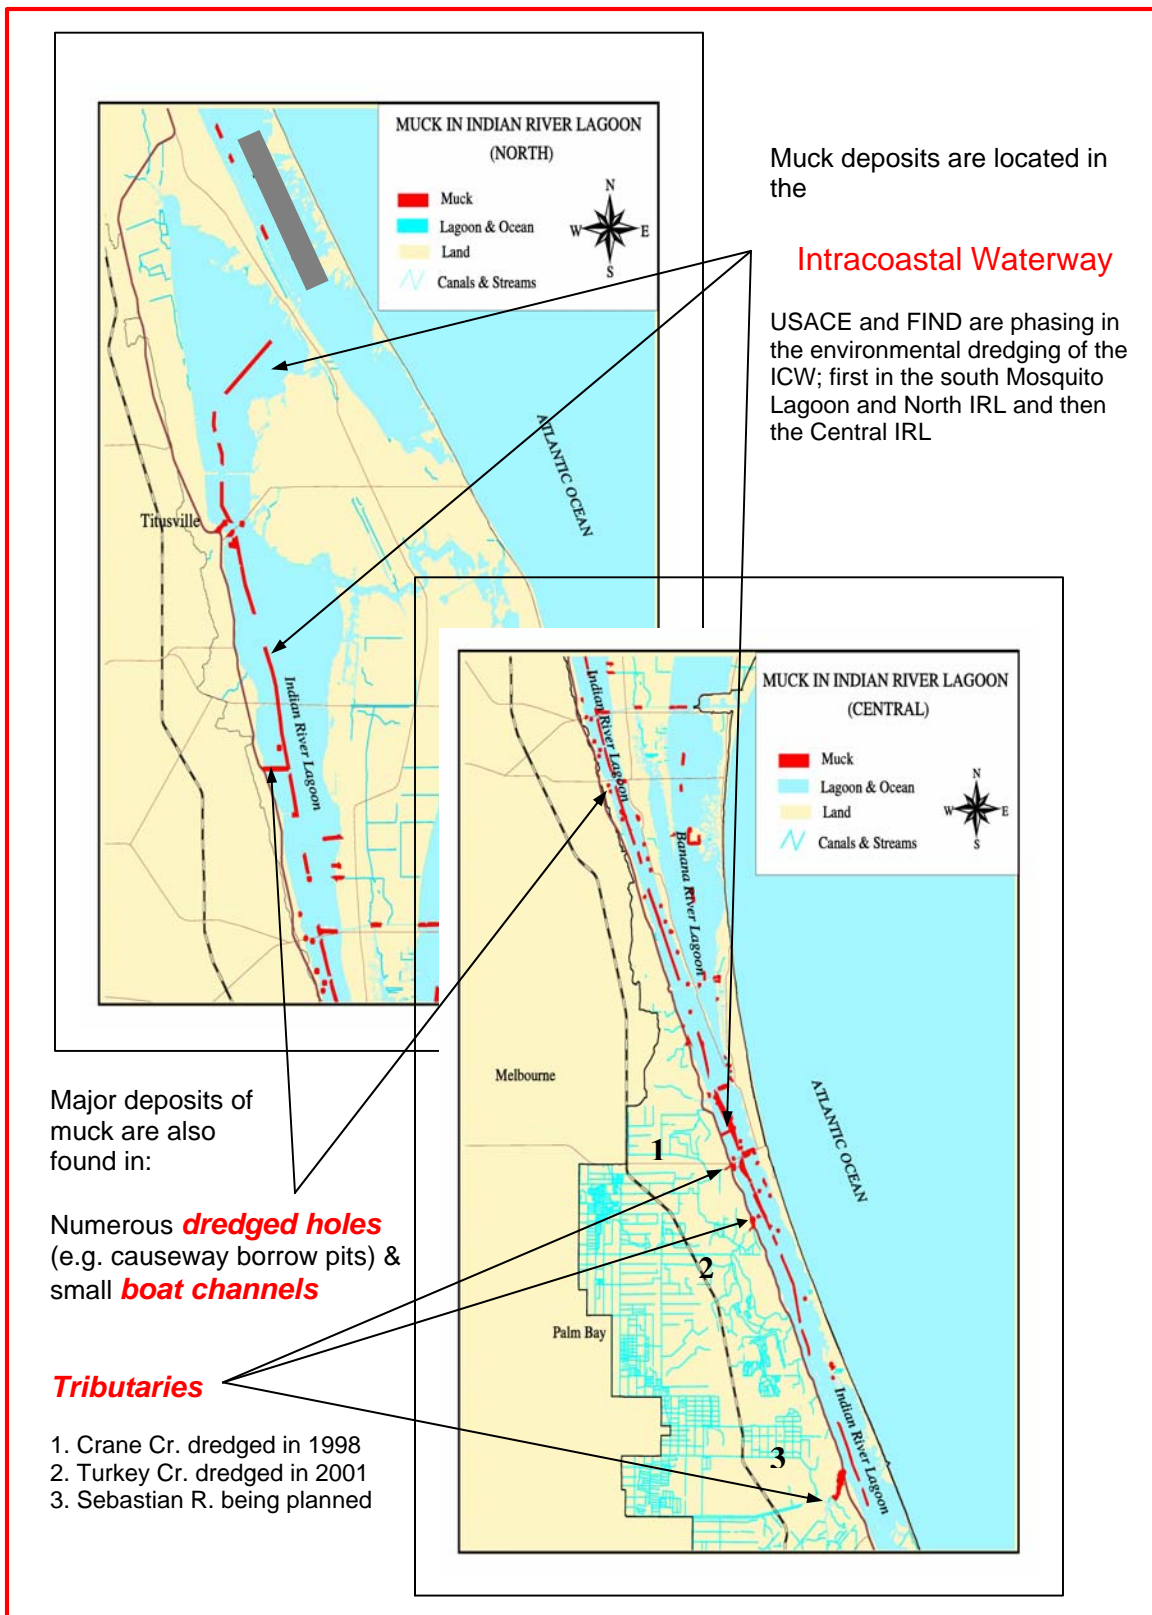 MUCK IN INDIAN RIVER LAGOON
(NORTH)
Muck
Lagoon & Ocean
Land
Canals & Streams
N
W
E
S
Titusville
ATLANTIC OCEAN
Indian River Lagoon
Muck deposits are located in
the
Intracoastal Waterway
USACE and FIND are phasing in
the environmental dredging of the
ICW; first in the south Mosquito
Lagoon and North IRL and then
the Central IRL
MUCK IN INDIAN RIVER LAGOON
(CENTRAL)
Muck
Lagoon & Ocean
Land
Canals & Streams
N
W
E
S
Indian River Lagoon
Banana River Lagoon
Melbourne
ATLANTIC OCEAN
1
2
Palm Bay
3
Indian River Lagoon
Major deposits of
muck are also
found in:
Numerous dredged holes
(e.g. causeway borrow pits) &
small boat channels
Tributaries
1. Crane Cr. dredged in 1998
2. Turkey Cr. dredged in 2001
3. Sebastian R. being planned